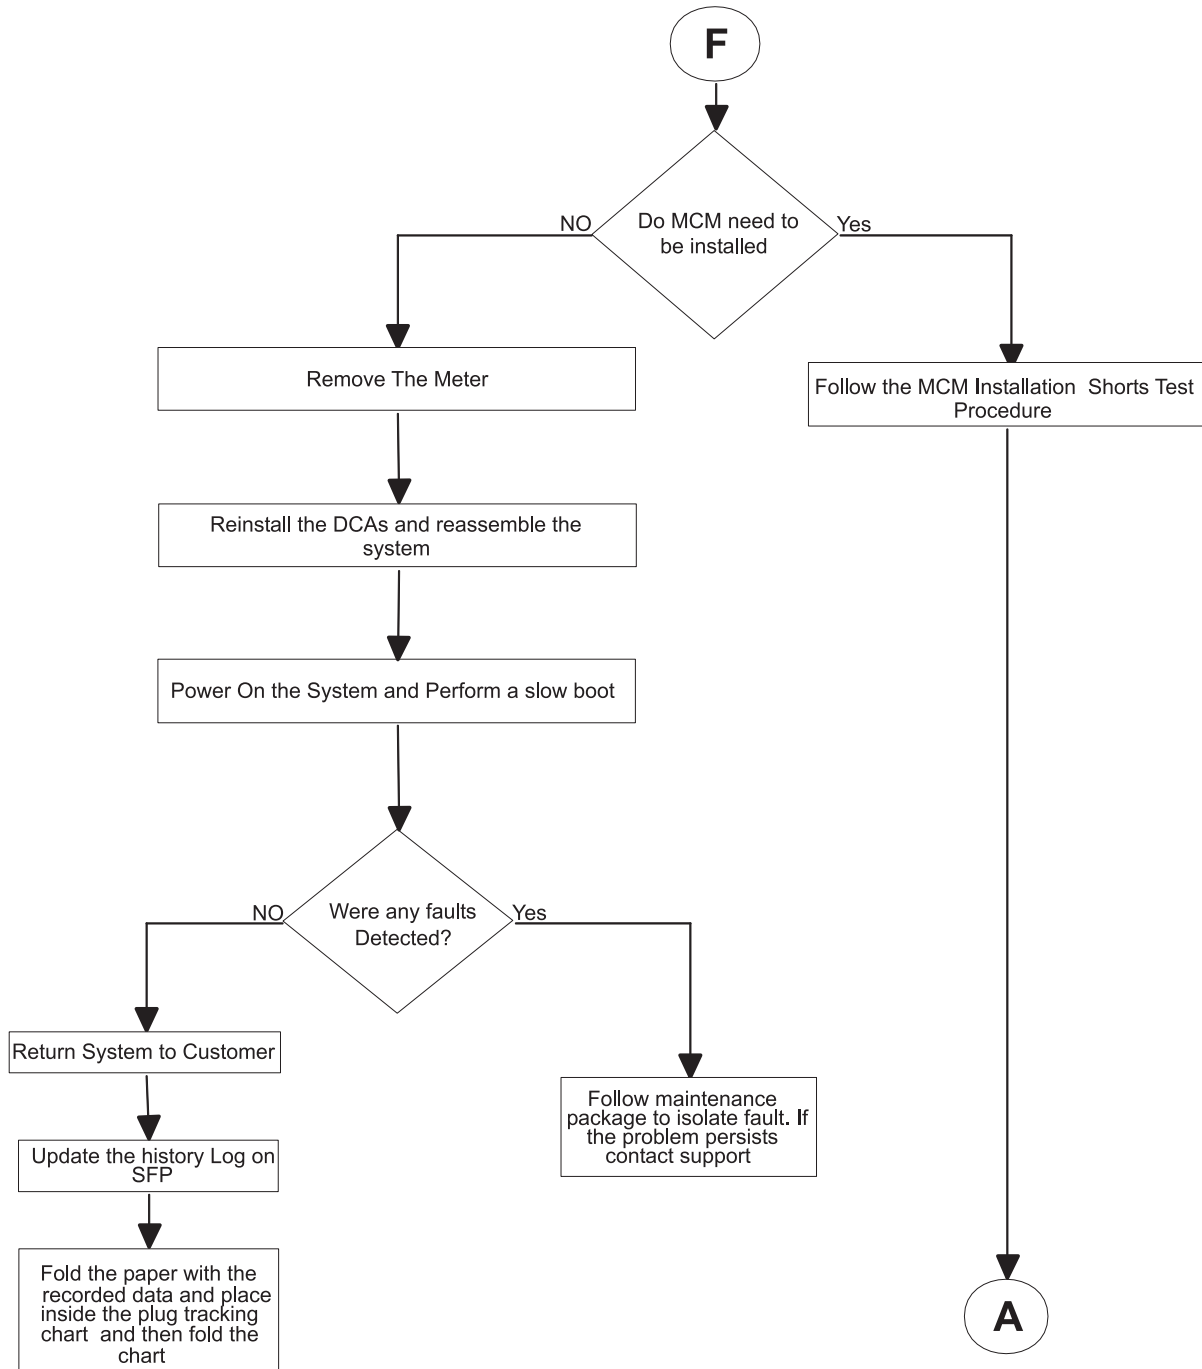 F
Do MCM need to
be installed
NO
Yes
Remove The Meter
Follow the MCM Installation Shorts Test
Procedure
Reinstall the DCAs and reassemble the
system
Power On the System and Perform a slow boot
Were any faults
Detected?
NO
Yes
Return System to Customer
Follow maintenance
package to isolate fault. If
the problem persists
contact support
Update the history Log on
SFP
Fold the paper with the
recorded data and place
inside the plug tracking
chart and then fold the
chart
A